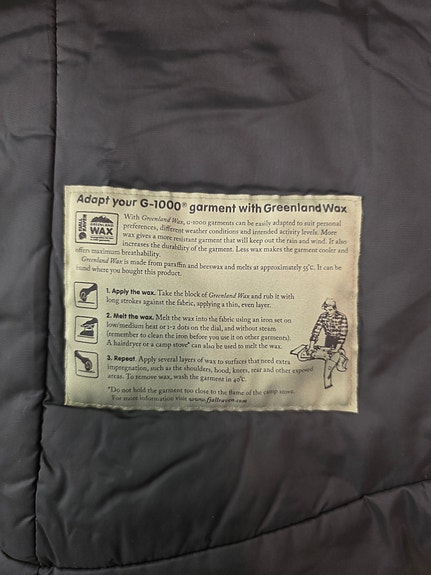 Adapt your G-1000® garment with Greenland Wax
FJALL
RAVEN
GREENLAND
WAX
With Greenland Wax, G-1000 garments can be easily adapted to suit personal
preferences, different weather conditions and intended activity levels. More
wax gives a more resistant garment that will keep out the rain and wind. It also
increases the durability of the garment. Less wax makes the garment cooler and
offers maximum breathability.
Greenland Wax is made from paraffin and beeswax and melts at approximately 55°C. It can be
found where you bought this product.
1. Apply the wax. Take the block of Greenland Wax and rub it with
long strokes against the fabric, applying a thin, even layer.
2. Melt the wax. Melt the wax into the fabric using an iron set on
low/medium heat or 1-2 dots on the dial, and without steam
(remember to clean the iron before you use it on other garments).
A hairdryer or a camp stove* can also be used to melt the wax.
3. Repeat. Apply several layers of wax to surfaces that need extra
impregnation, such as the shoulders, hood, knees, rear and other exposed
areas. To remove wax, wash the garment in 40°C.
*Do not hold the garment too close to the flame of the camp stove.
For more information visit www.fjallraven.com